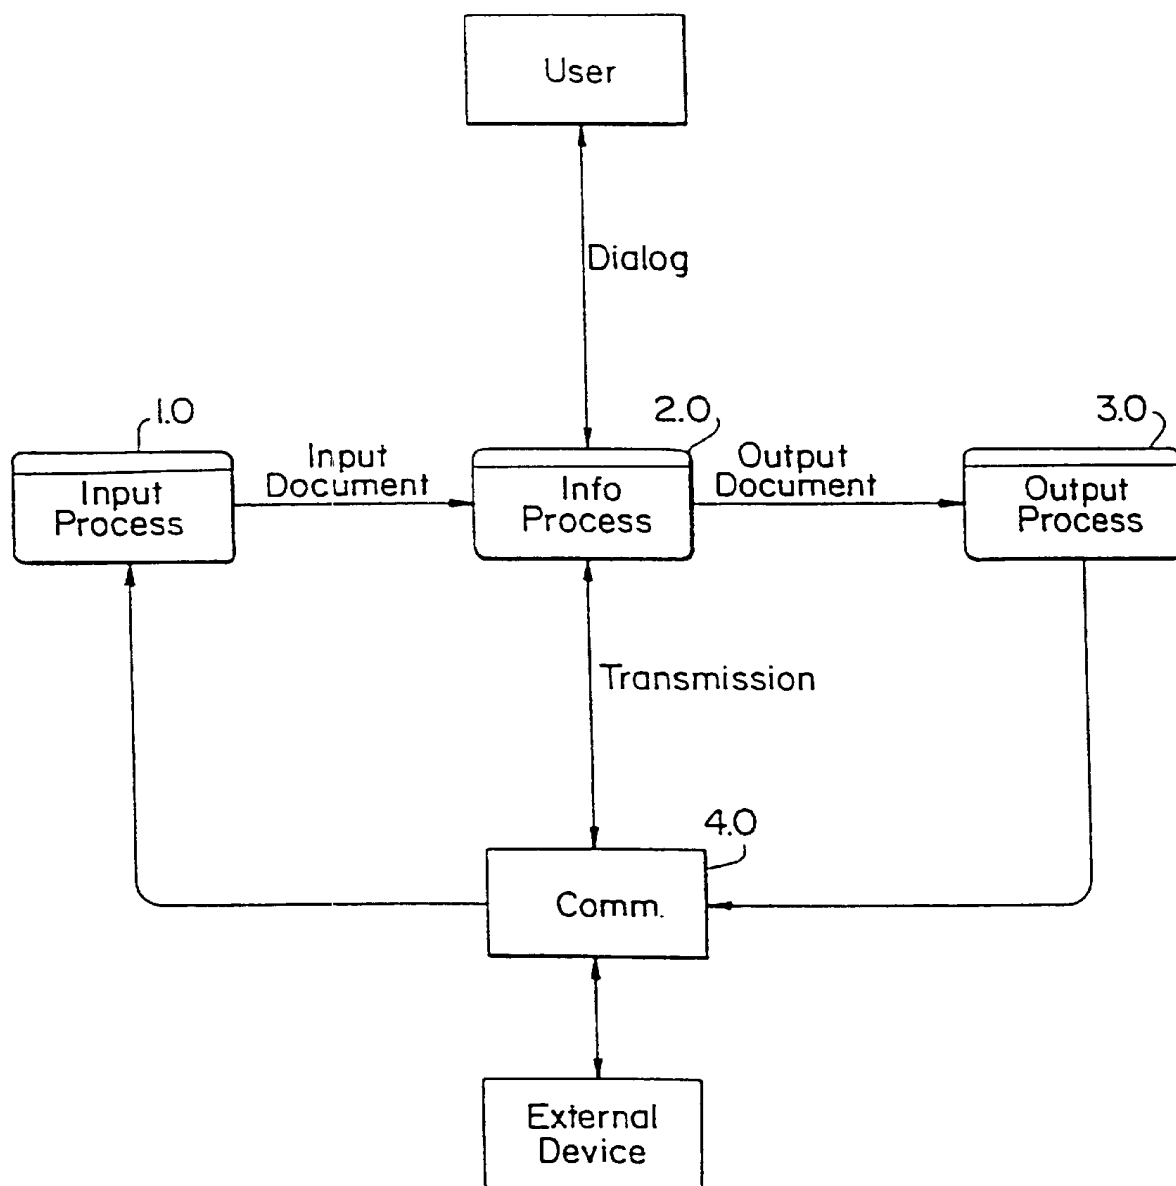 User
Dialog
1.0
2.0
3.0
Input
Document
Output
Document
Input
Process
Info
Process
Output
Process
Transmission
4.0
Comm.
External
Device